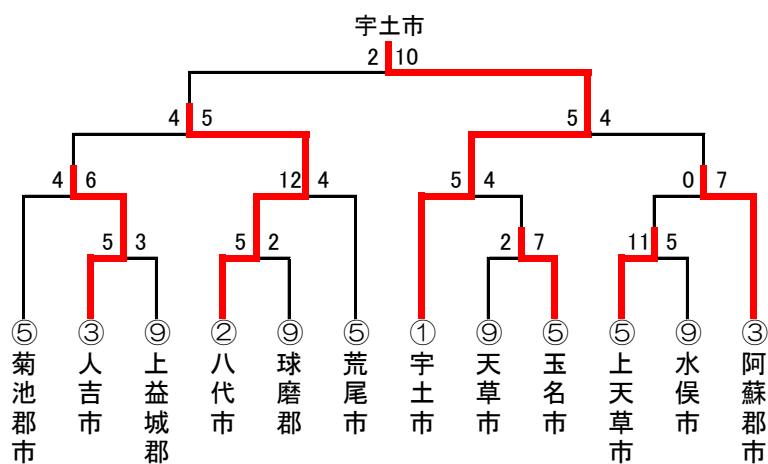 宇土市
2 10
4 5 5 4
4 6 12 4 5 4 0 7
5 3 5 2 2 7 11 5
⑤ ③ ⑨ ② ⑨ ⑤ ① ⑨ ⑤ ⑤ ⑨ ③
菊池郡市
人吉市
上益城郡
八代市
球磨郡
荒尾市
宇土市
天草市
玉名市
上天草市
水俣市
阿蘇郡市